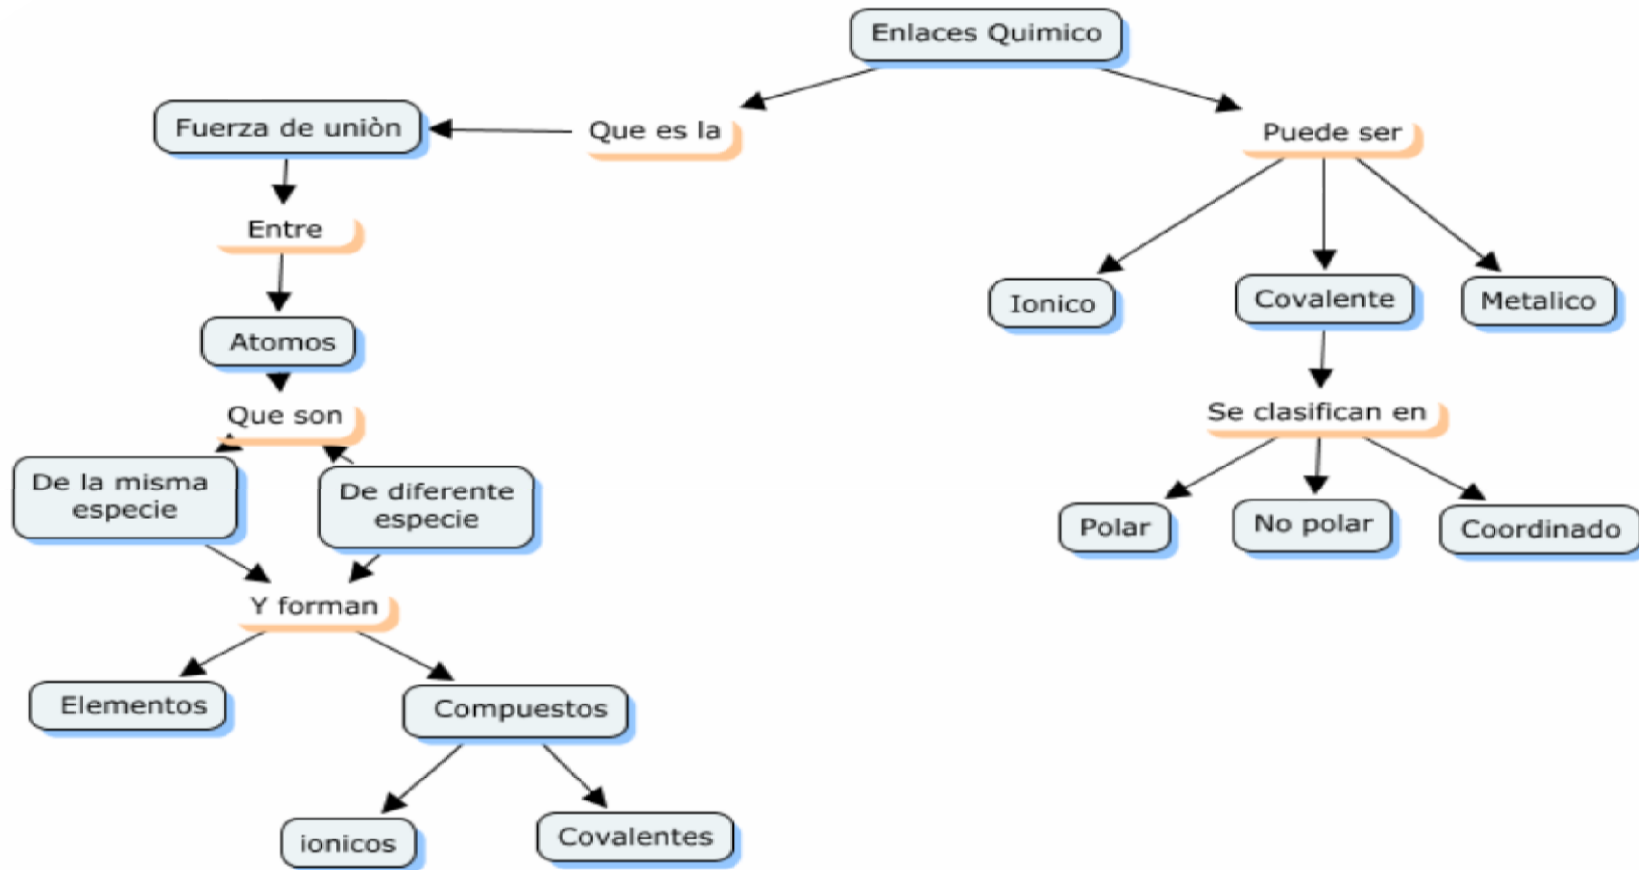 Enlaces Quimico
Fuerza de uniòn
Que es la
Puede ser
Entre
Ionico
Covalente
Metalico
Atomos
Que son
Se clasifican en
De la misma
especie
De diferente
especie
Polar
No polar
Coordinado
Y forman
Elementos
Compuestos
ionicos
Covalentes